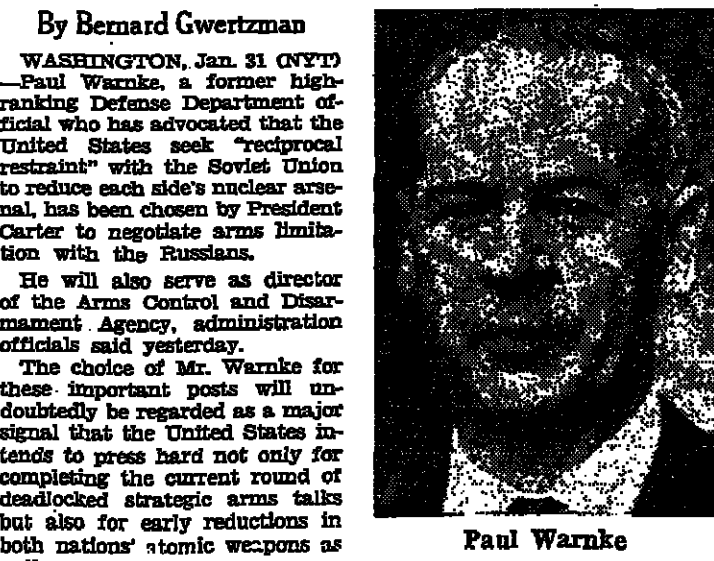 By Bernard Gwertzman
WASHINGTON, Jan. 31 (NYT)
—Paul Warnke, a former high-
ranking Defense Department of-
ficial who has advocated that the
United States seek "reciprocal
restraint" with the Soviet Union
to reduce each side's nuclear arse-
nal, has been chosen by President
Carter to negotiate arms limita-
tion with the Russians.
He will also serve as director
of the Arms Control and Disar-
mament Agency, administration
officials said yesterday.
The choice of Mr. Warnke for
these important posts will un-
doubtedly be regarded as a major
signal that the United States in-
tends to press hard not only for
completing the current round of
deadlocked strategic arms talks
but also for early reductions in
both nations' atomic weapons as
Paul Warnke